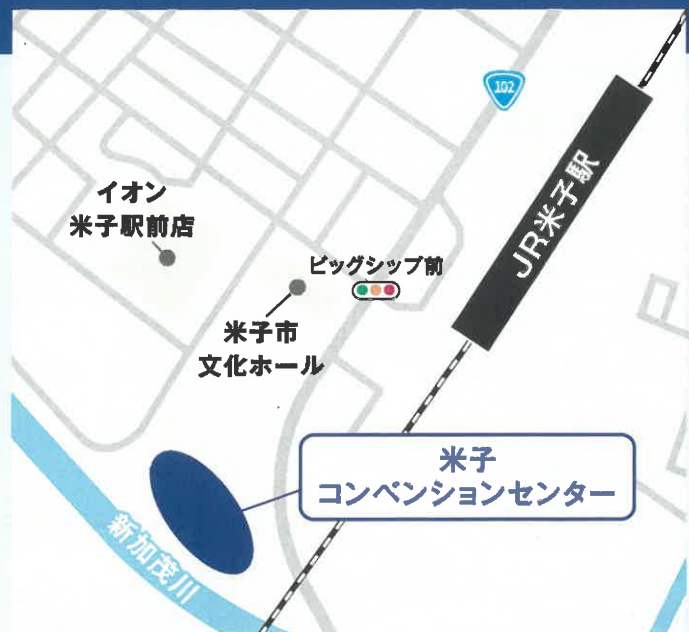 102
JR米子駅
イオン
米子駅前店
ビッグシップ前
米子市
文化ホール
米子
コンベンションセンター
新加茂川